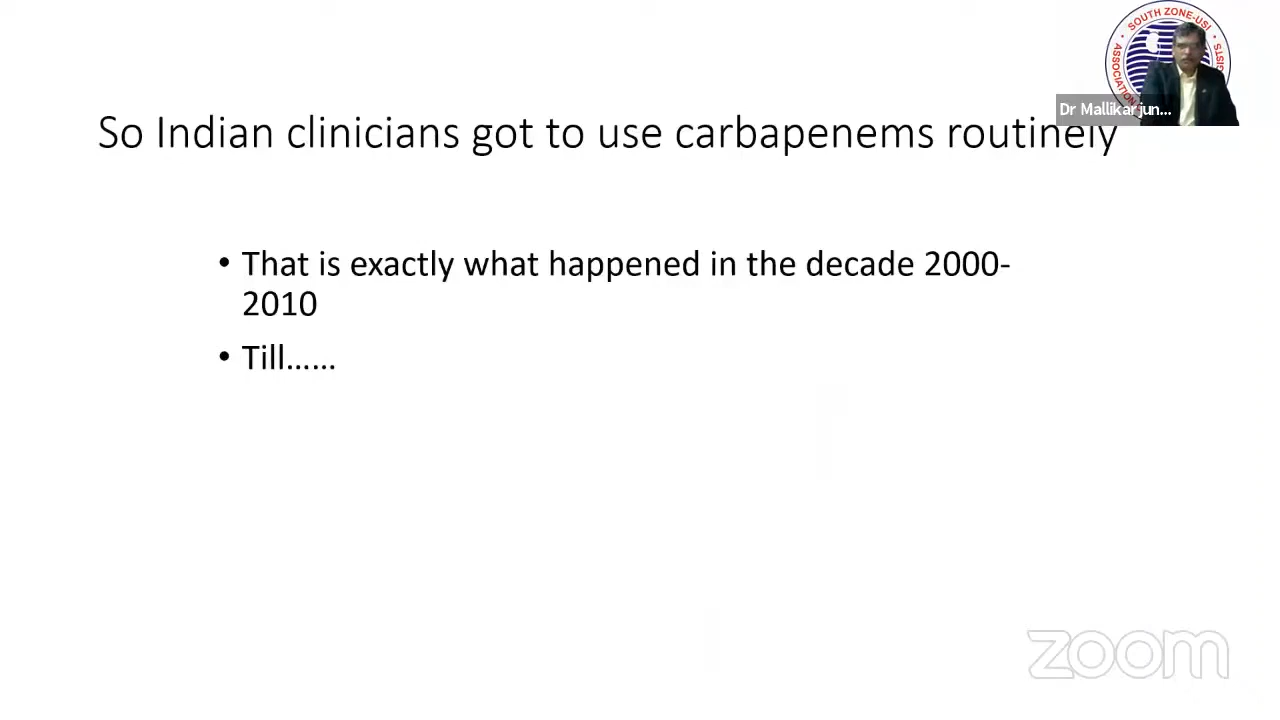 SOUTH ZONE-USI
ASSOCIATION
Dr Mallikarjun...
So Indian clinicians got to use carbapenems routinely
• That is exactly what happened in the decade 2000-
2010
• Till......
zoom